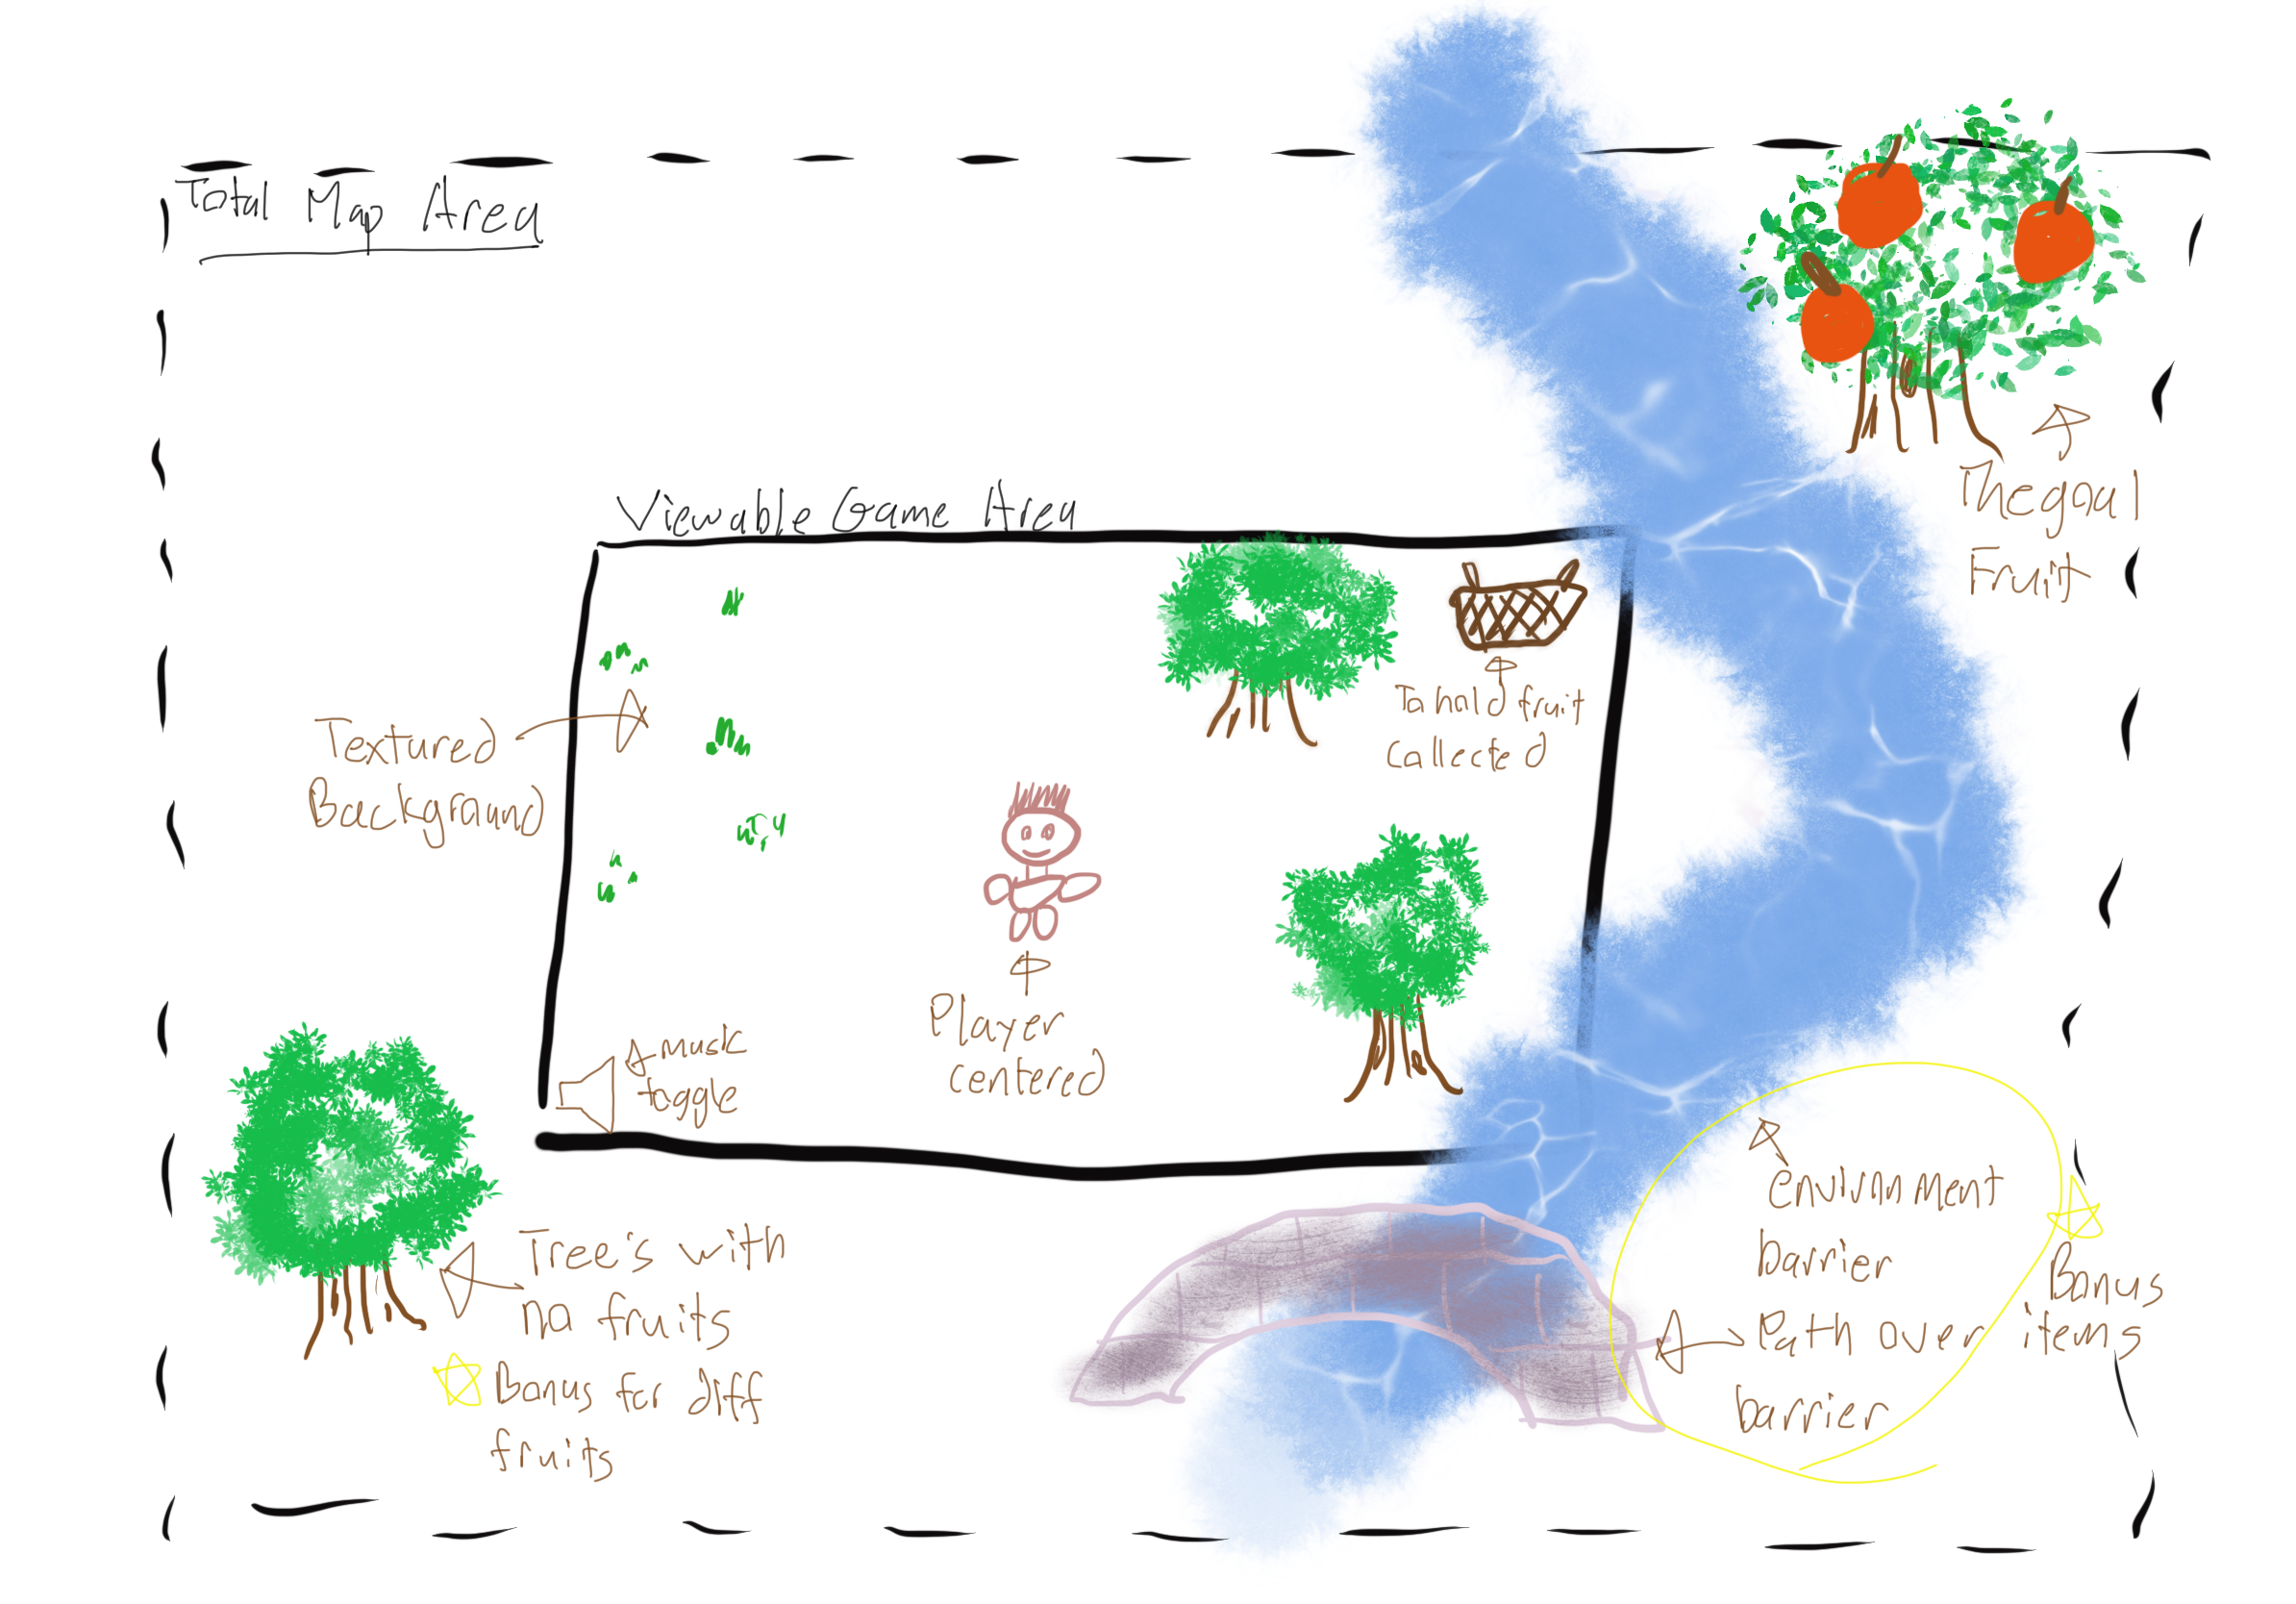 Total Map Area
Viewable Game Area
The goal
Fruit
To hold fruit
collected
Textured
Background
Player
centered
Music
toggle
Tree's with
no fruits
Bonus for diff
fruits
envirnment
barrier
Path over
barrier
Bonus
items